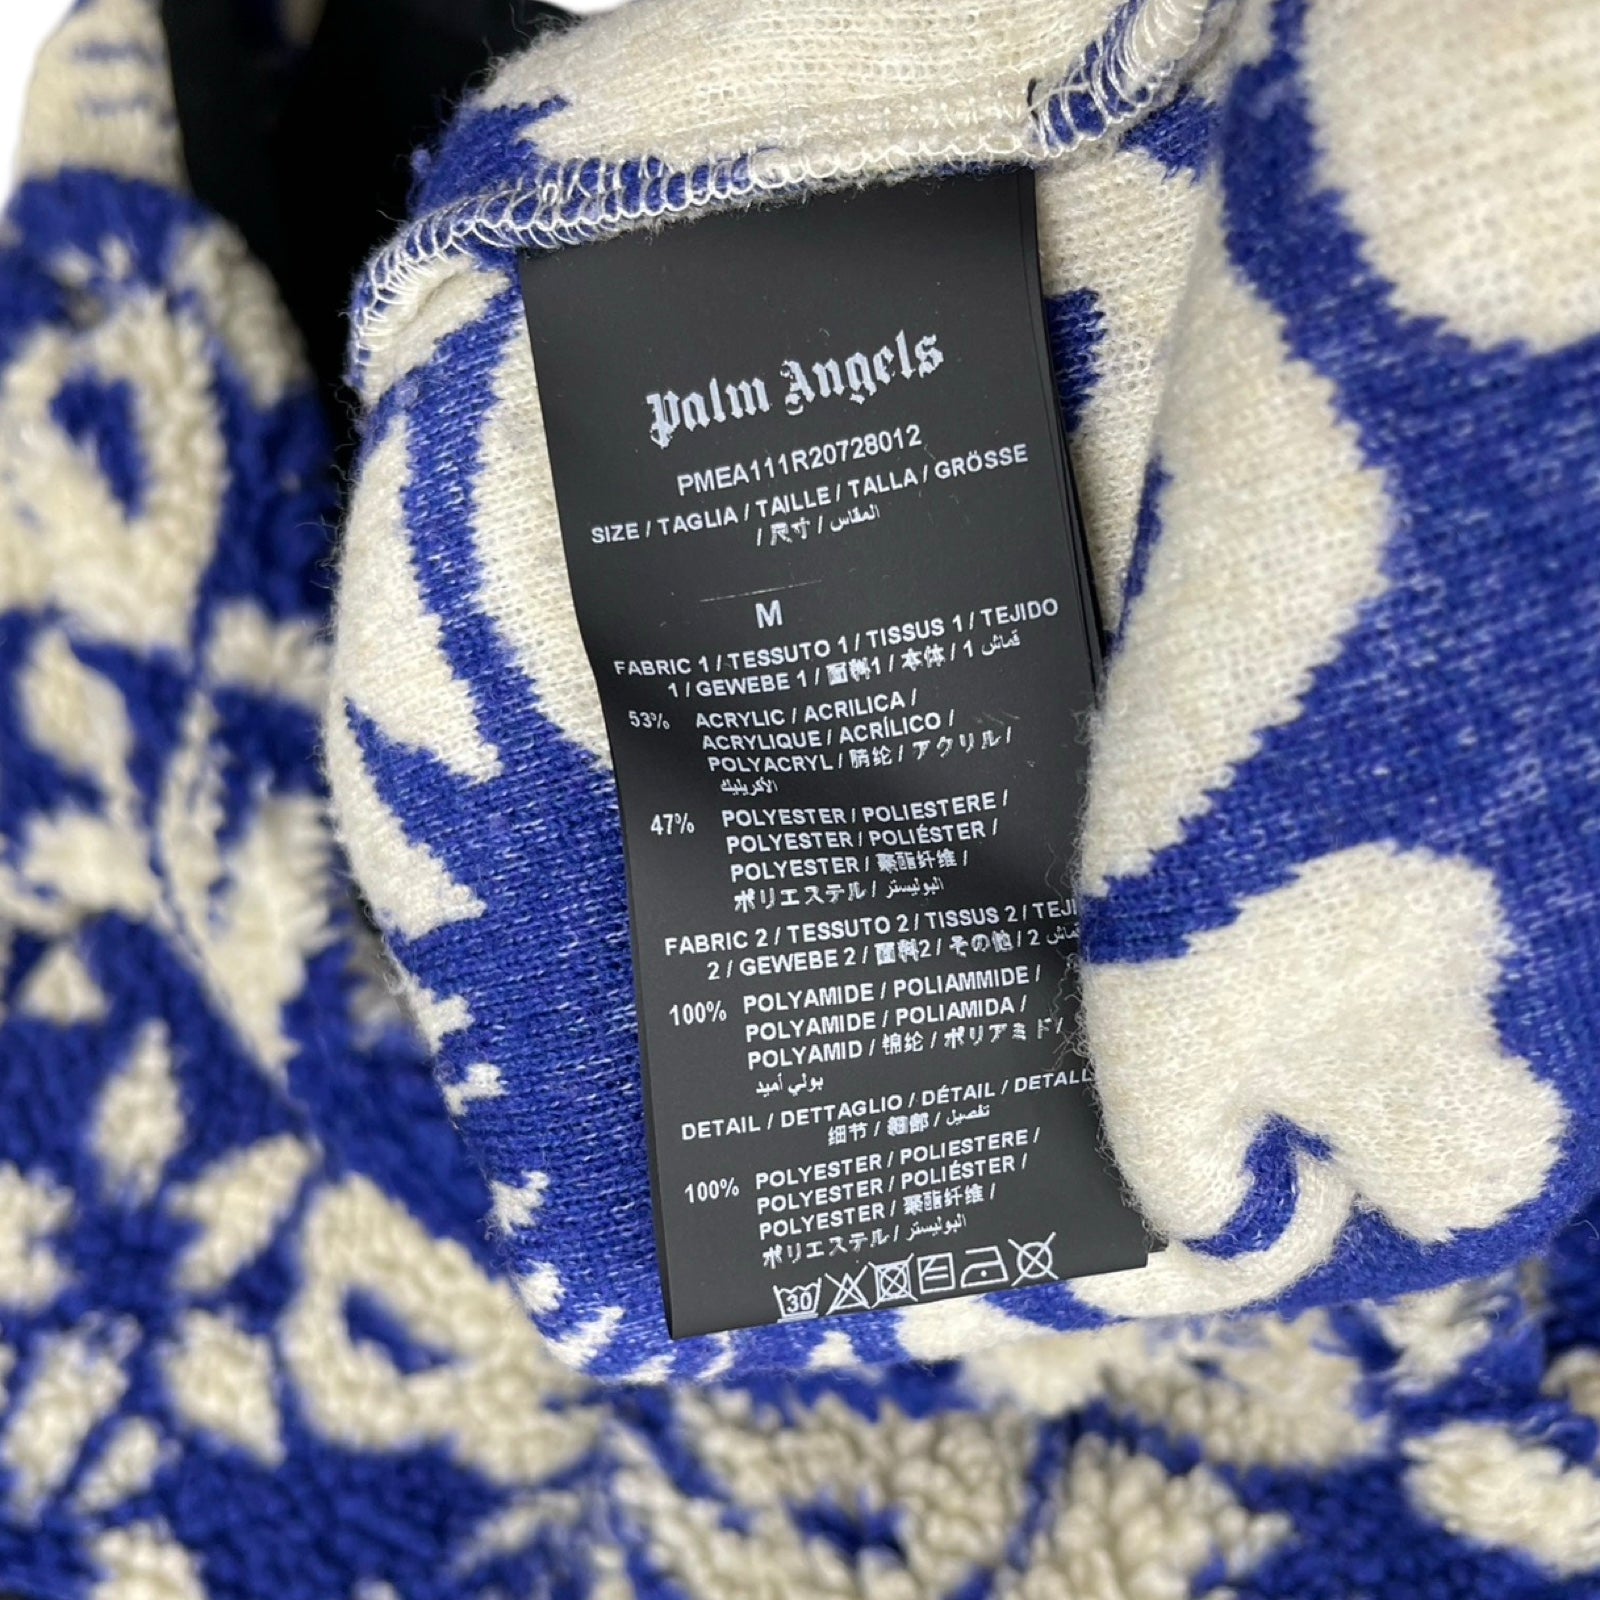 Palm Angels
PMEA111R20728012
SIZE / TAGLIA / TAILLE / TALLA / GRÖSSE
/ 尺寸 / المقاس
M
FABRIC 1 / TESSUTO 1 / TISSUS 1 / TEJIDO
1 / GEWEBE 1 / 面料1 / 本体 / 1 قماش
53% ACRYLIC / ACRILICA /
ACRYLIQUE / ACRÍLICO /
POLYACRYL / 腈纶 / アクリル /
الأكريليك
47% POLYESTER / POLIESTERE /
POLYESTER / POLIÉSTER /
POLYESTER / 聚酯纤维 /
ポリエステル / البوليستر
FABRIC 2 / TESSUTO 2 / TISSUS 2 / TEJI
2 / GEWEBE 2 / 面料2 / その他 / 2 قماش
100% POLYAMIDE / POLIAMMIDE /
POLYAMIDE / POLIAMIDA /
POLYAMID / 锦纶 / ポリアミド /
بولي أميد
DETAIL / DETTAGLIO / DÉTAIL / DETALL
细节 / 細部 / تفصيل
100% POLYESTER / POLIESTERE /
POLYESTER / POLIÉSTER /
POLYESTER / 聚酯纤维 /
ポリエステル / البوليستر
30